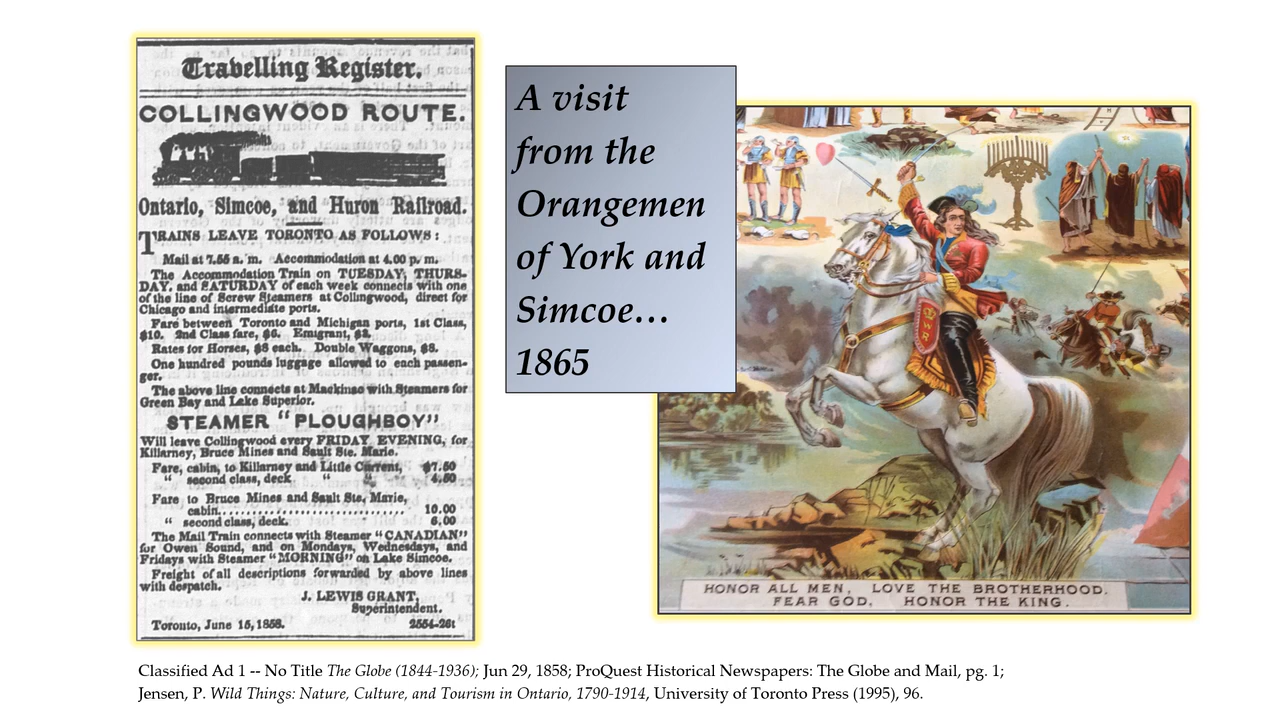 Travelling Register.
COLLINGWOOD ROUTE.
Ontario, Simcoe, and Huron Railroad.
TRAINS LEAVE TORONTO AS FOLLOWS:
Mail at 7.55 a. m. Accommodation at 4.00 p. m.
The Accommodation Train on TUESDAY, THURS-
DAY, and SATURDAY of each week connects with one
of the line of Screw Steamers at Collingwood, direct for
Chicago and intermediate ports.
Fare between Toronto and Michigan ports, 1st Class,
$10. 2nd Class fare, $6. Emigrant,
Rates for Horses, $8 each. Double Waggons, $8.
One hundred pounds luggage allowed to each passen-
ger.
The above line connects at Mackinac with Steamers for
Green Bay and Lake Superior.
STEAMER "PLOUGHBOY"
Will leave Collingwood every FRIDAY EVENING, for
Killarney, Bruce Mines and Sault Ste. Marie.
Fare, cabin, to Killarney and Little Current, $7.50
" second class, deck " " 4.50
Fare to Bruce Mines and Sault Ste, Marie,
cabin.............................. 10.00
" second class, deck. 6.00
The Mail Train connects with Steamer "CANADIAN"
for Owen Sound, and on Mondays, Wednesdays, and
Fridays with Steamer "MORNING" on Lake Simcoe.
Freight of all descriptions forwarded by above lines
with despatch.
J. LEWIS GRANT,
Superintendent.
Toronto, June 15, 1858. 2554-26t
A visit
from the
Orangemen
of York and
Simcoe…
1865
W R
HONOR ALL MEN, LOVE THE BROTHERHOOD.
FEAR GOD, HONOR THE KING.
Classified Ad 1 -- No Title The Globe (1844-1936); Jun 29, 1858; ProQuest Historical Newspapers: The Globe and Mail, pg. 1;
Jensen, P. Wild Things: Nature, Culture, and Tourism in Ontario, 1790-1914, University of Toronto Press (1995), 96.